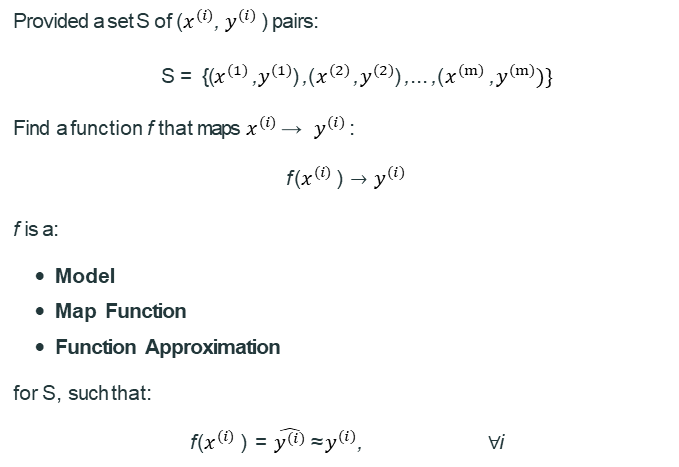 Provided a set S of (x⁽ⁱ⁾, y⁽ⁱ⁾ ) pairs:
S = {(x⁽¹⁾ ,y⁽¹⁾),(x⁽²⁾ ,y⁽²⁾),...,(x⁽ᵐ⁾ ,y⁽ᵐ⁾)}
Find a function f that maps x⁽ⁱ⁾ → y⁽ⁱ⁾ :
f(x⁽ⁱ⁾ ) → y⁽ⁱ⁾
f is a:
• Model
• Map Function
• Function Approximation
for S, such that:
f(x⁽ⁱ⁾ ) = \widehat{y⁽ⁱ⁾} ≈ y⁽ⁱ⁾, ∀i